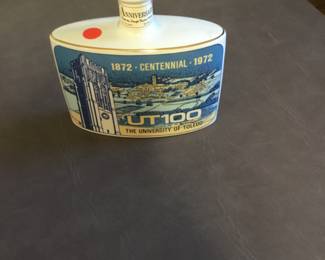 ANNIVERSARY
1872 · CENTENNIAL · 1972
UT100
THE UNIVERSITY OF TOLEDO